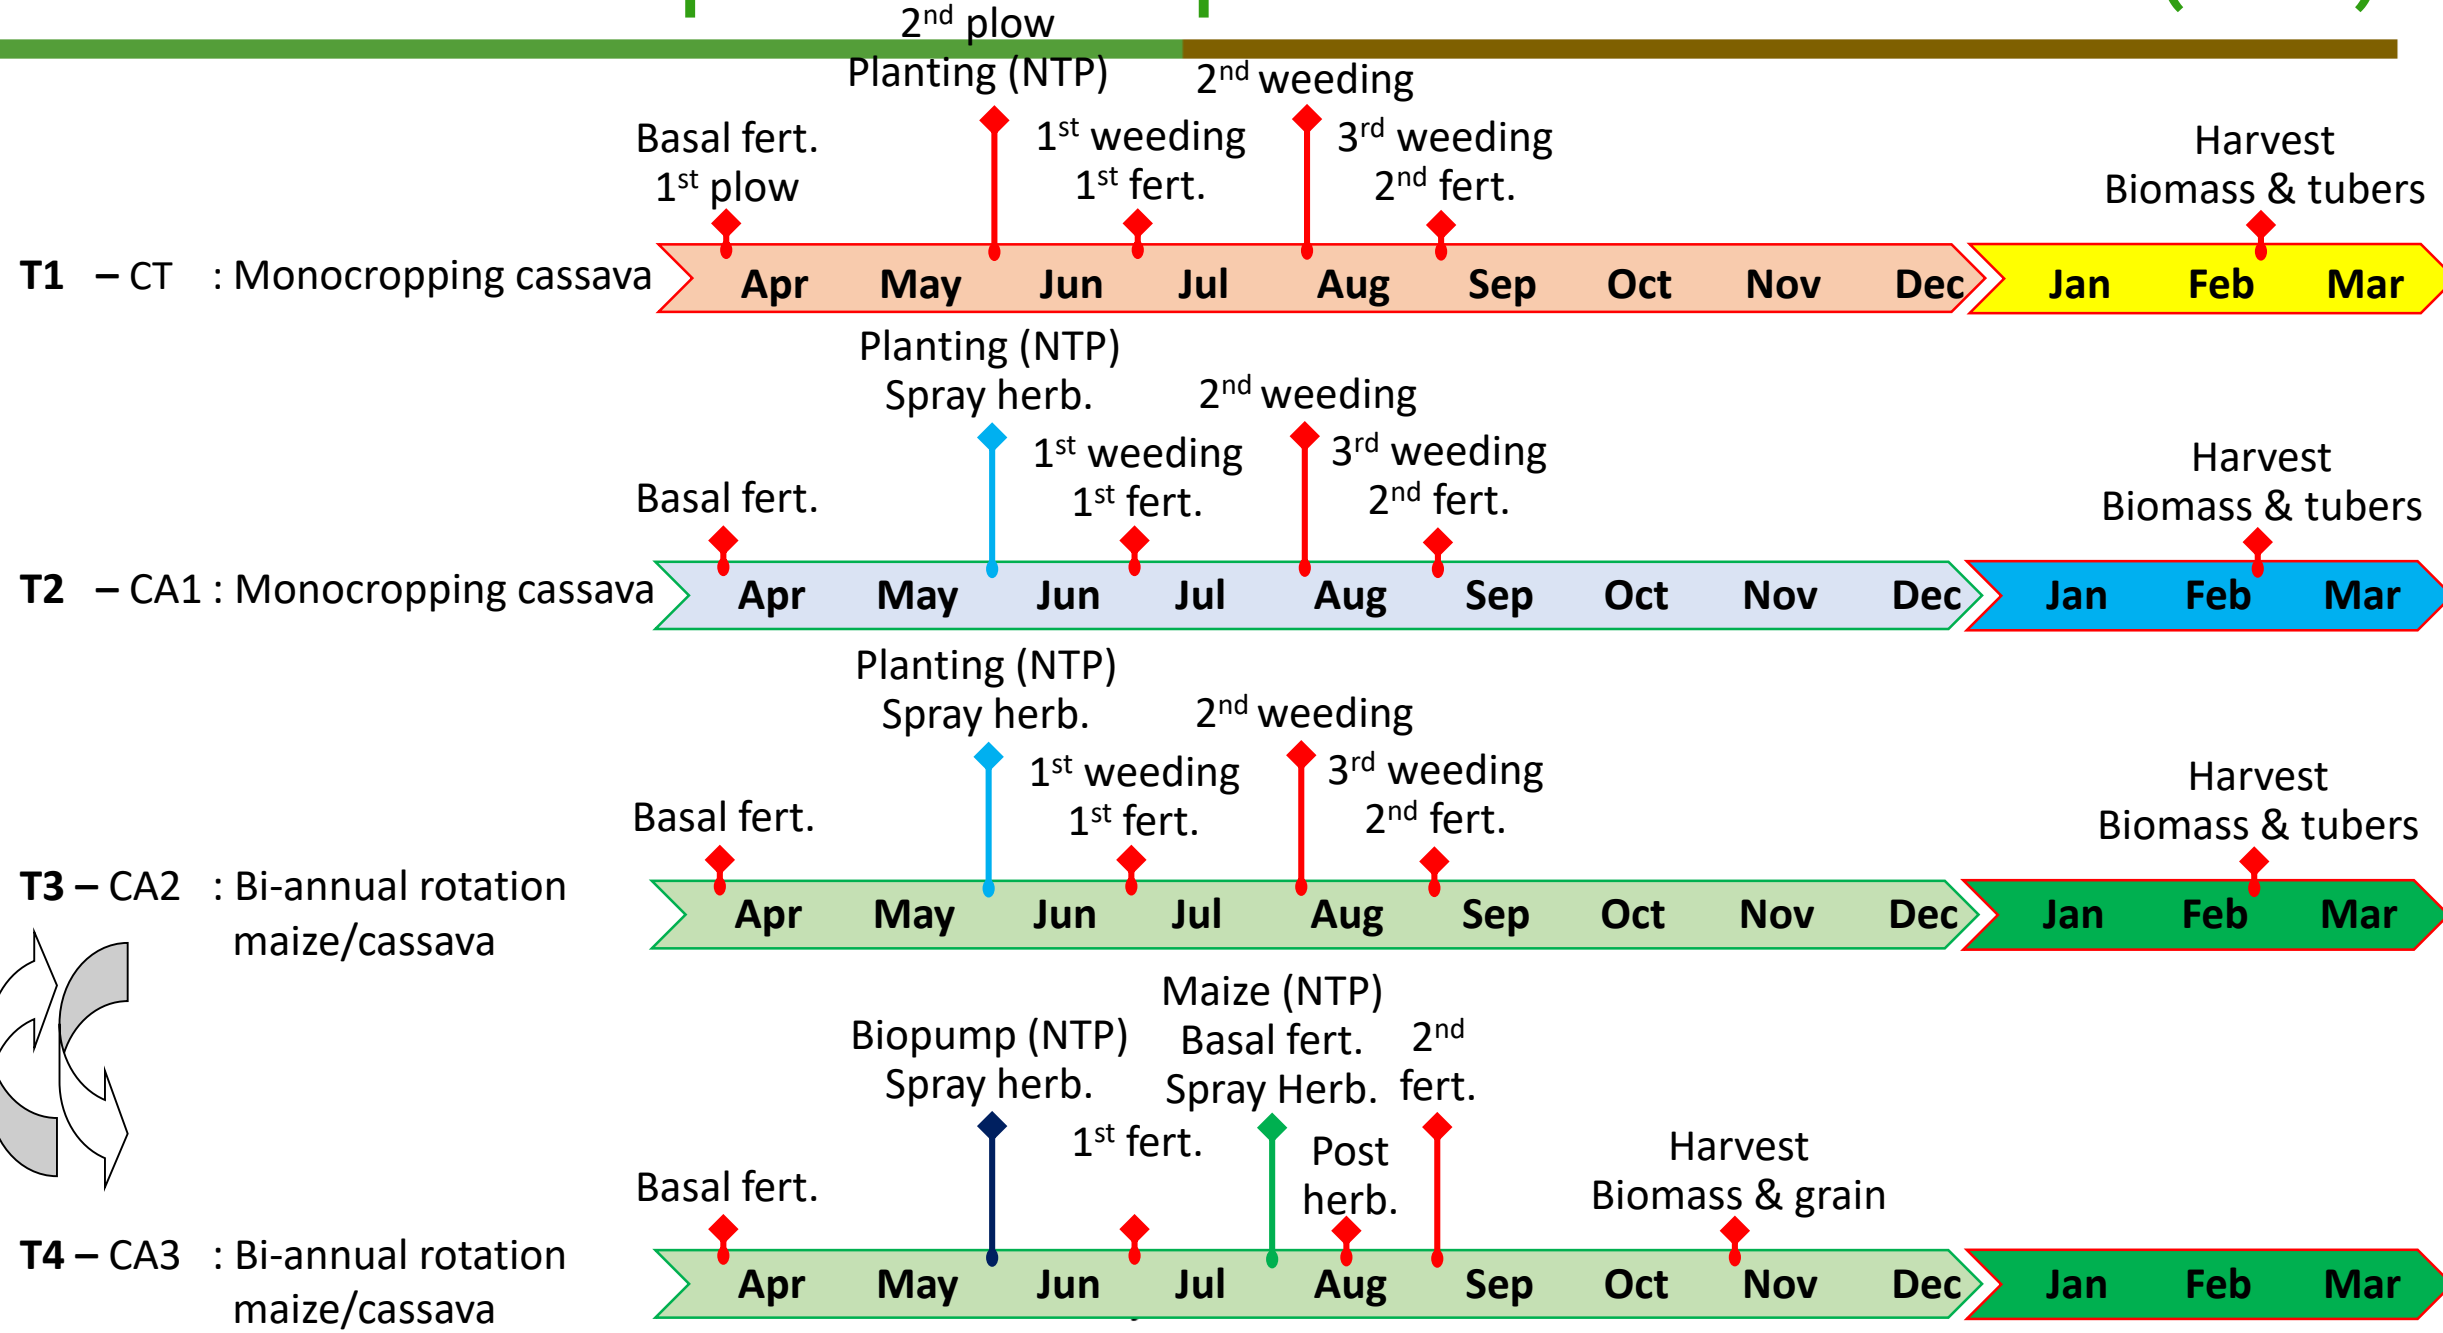 2nd plow
Planting (NTP)
2nd weeding
Basal fert.
1st plow
1st weeding
1st fert.
3rd weeding
2nd fert.
Harvest
Biomass & tubers
T1 – CT : Monocropping cassava
Apr May Jun Jul Aug Sep Oct Nov Dec Jan Feb Mar
Planting (NTP)
Spray herb.
2nd weeding
Basal fert.
1st weeding
1st fert.
3rd weeding
2nd fert.
Harvest
Biomass & tubers
T2 – CA1 : Monocropping cassava
Apr May Jun Jul Aug Sep Oct Nov Dec Jan Feb Mar
Planting (NTP)
Spray herb.
2nd weeding
Basal fert.
1st weeding
1st fert.
3rd weeding
2nd fert.
Harvest
Biomass & tubers
T3 – CA2 : Bi-annual rotation
maize/cassava
Apr May Jun Jul Aug Sep Oct Nov Dec Jan Feb Mar
Biopump (NTP)
Spray herb.
Maize (NTP)
Basal fert.
Spray Herb.
2nd
fert.
Basal fert.
1st fert.
Post
herb.
Harvest
Biomass & grain
T4 – CA3 : Bi-annual rotation
maize/cassava
Apr May Jun Jul Aug Sep Oct Nov Dec Jan Feb Mar